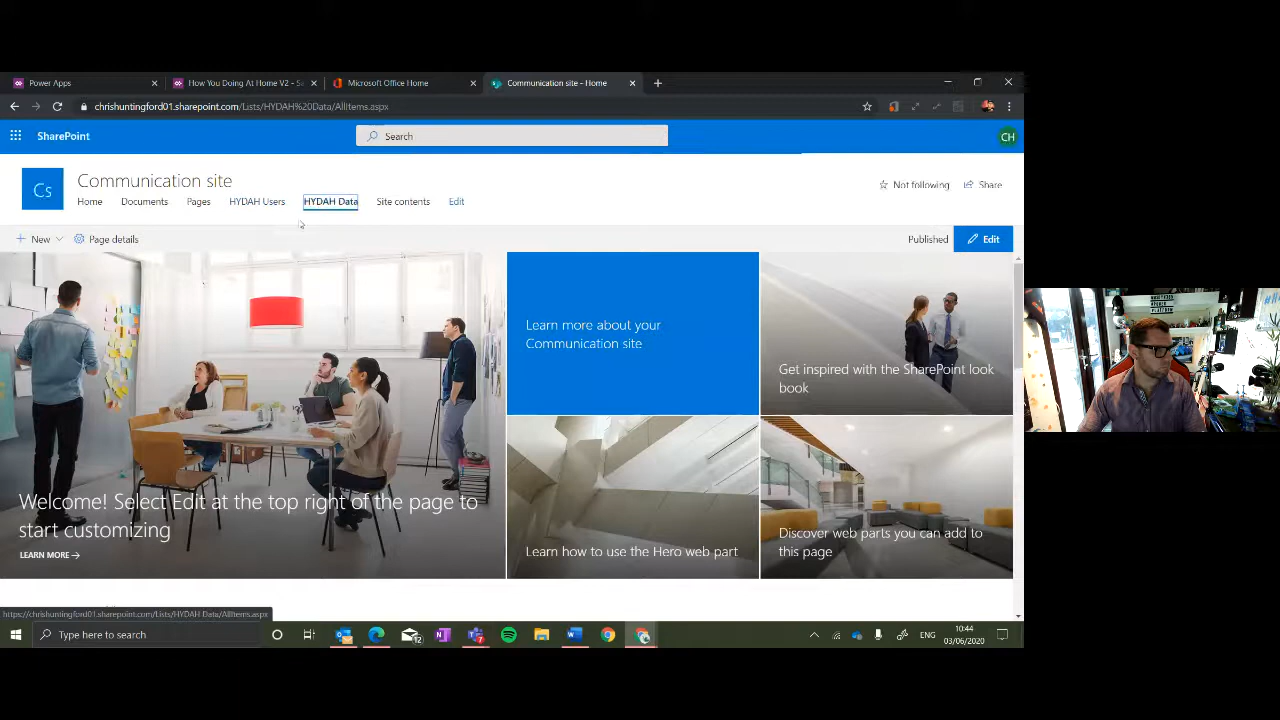 Power Apps
How You Doing At Home V2 - Sa
Microsoft Office Home
Communication site - Home
chrishuntingford01.sharepoint.com/Lists/HYDAH%20Data/AllItems.aspx
SharePoint
Search
CH
Cs
Communication site
Home
Documents
Pages
HYDAH Users
HYDAH Data
Site contents
Edit
Not following
Share
New
Page details
Published
Edit
Welcome! Select Edit at the top right of the page to
start customizing
LEARN MORE
Learn more about your
Communication site
Get inspired with the SharePoint look
book
Learn how to use the Hero web part
Discover web parts you can add to
this page
https://chrishuntingford01.sharepoint.com/Lists/HYDAH Data/AllItems.aspx
Type here to search
12
7
ENG
10:44
03/06/2020